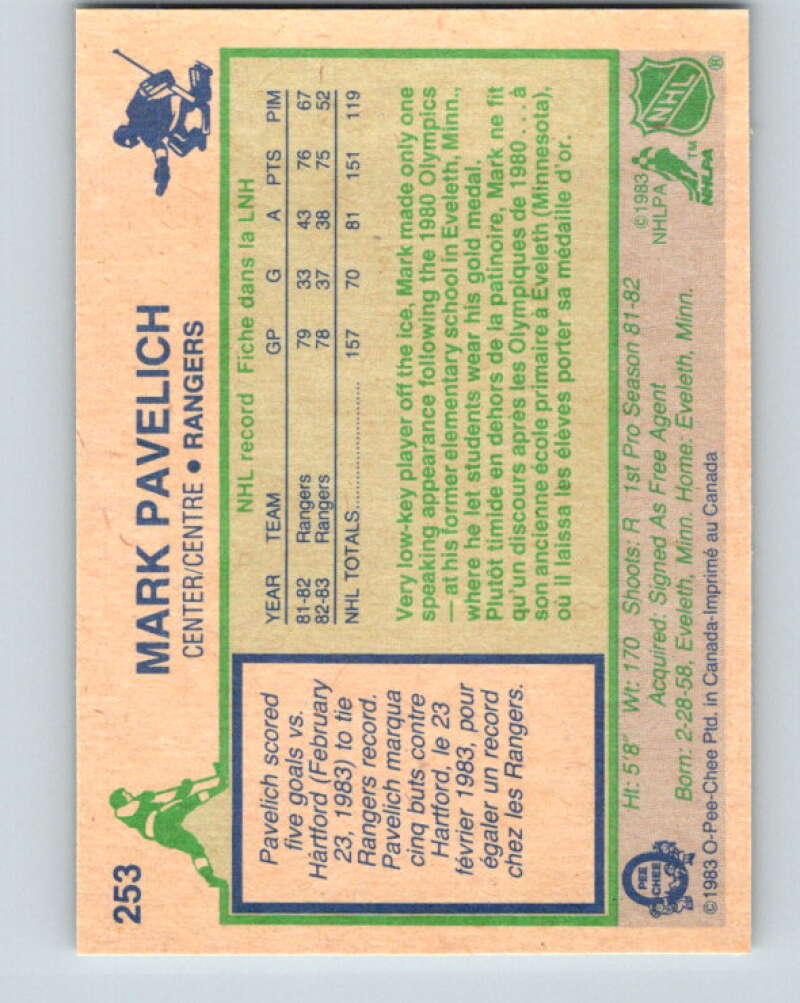 253
MARK PAVELICH
CENTER/CENTRE • RANGERS
Pavelich scored
five goals vs.
Hartford (February
23, 1983) to tie
Rangers record.
Pavelich marqua
cinq buts contre
Hartford, le 23
février 1983, pour
égaler un record
chez les Rangers.
NHL record Fiche dans la LNH
YEAR TEAM GP G A PTS PIM
81-82 Rangers 79 33 43 76 67
82-83 Rangers 78 37 38 75 52
NHL TOTALS 157 70 81 151 119
Very low-key player off the ice, Mark made only one
speaking appearance following the 1980 Olympics
— at his former elementary school in Eveleth, Minn.,
where he let students wear his gold medal.
Plutôt timide en dehors de la patinoire, Mark ne fit
qu'un discours après les Olympiques de 1980...à
son ancienne école primaire à Eveleth (Minnesota),
où il laissa les élèves porter sa médaille d'or.
Ht: 5'8" Wt: 170 Shoots: R 1st Pro Season 81-82
Acquired: Signed As Free Agent
Born: 2-28-58, Eveleth, Minn. Home: Eveleth, Minn.
©1983 O-Pee-Chee Ptd. in Canada-Imprimé au Canada
O
PEE
CHEE
©1983
NHLPA
NHL ®
TM
NHLPA